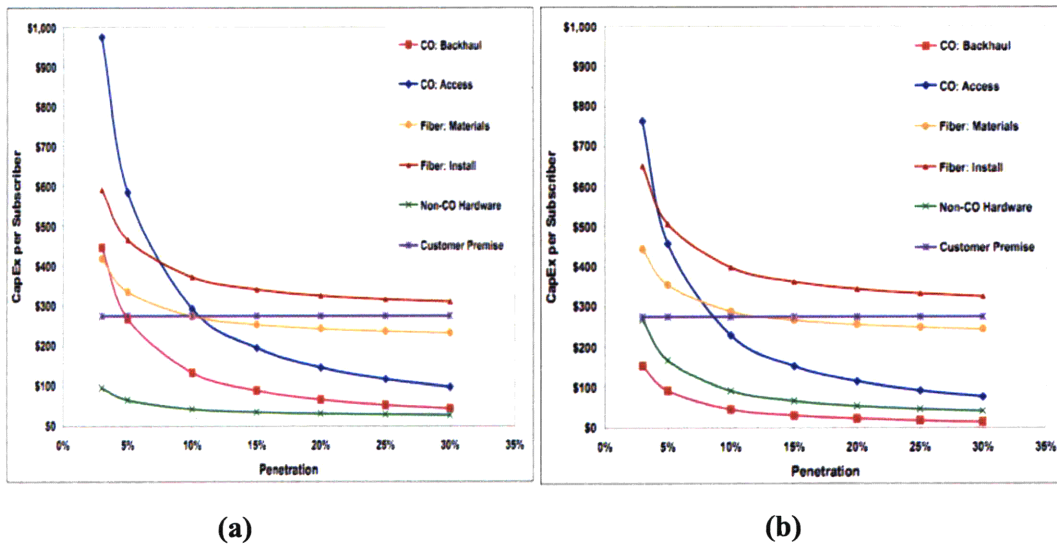 $1,000
$900
$800
$700
$600
$500
$400
$300
$200
$100
$0
CapEx per Subscriber
0% 5% 10% 15% 20% 25% 30% 35%
Penetration
CO: Backhaul
CO: Access
Fiber: Materials
Fiber: Install
Non-CO Hardware
Customer Premise
(a)
$1,000
$900
$800
$700
$600
$500
$400
$300
$200
$100
$0
CapEx per Subscriber
0% 5% 10% 15% 20% 25% 30% 35%
Penetration
CO: Backhaul
CO: Access
Fiber: Materials
Fiber: Install
Non-CO Hardware
Customer Premise
(b)